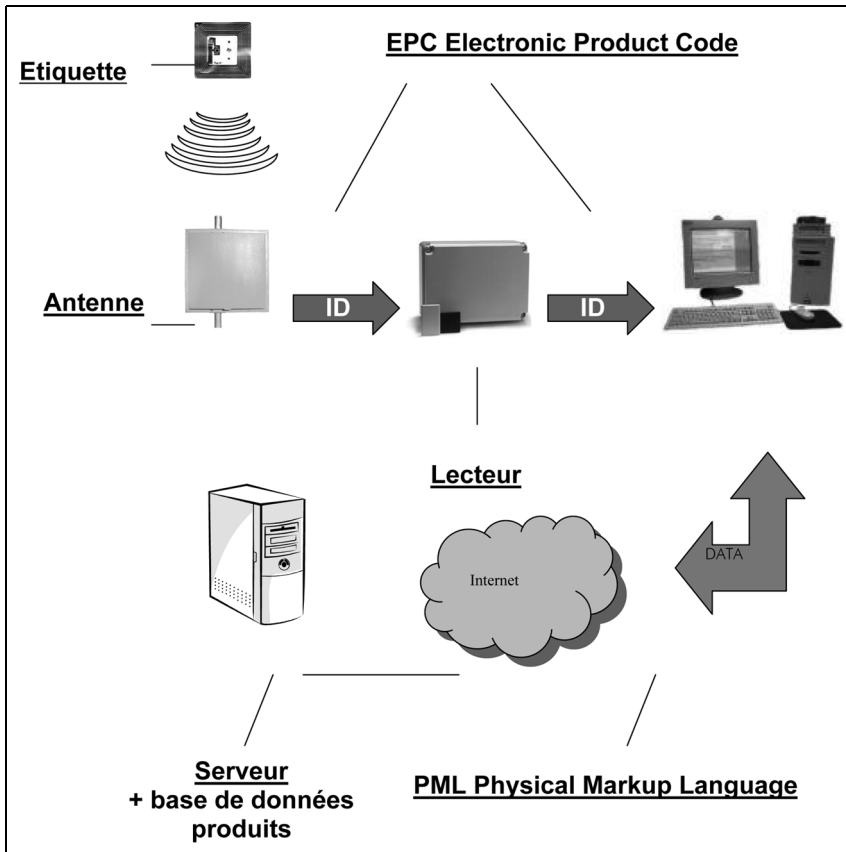 EPC Electronic Product Code
Etiquette
Antenne
ID
ID
Lecteur
Internet
DATA
Serveur
+ base de données
produits
PML Physical Markup Language